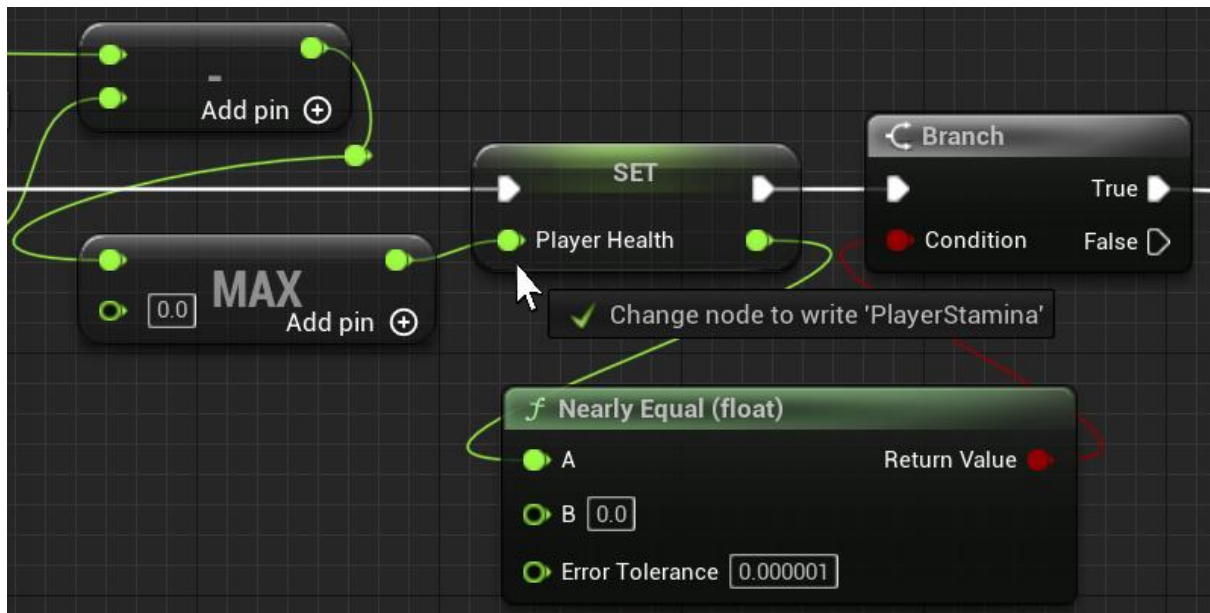 -
Add pin
SET
Player Health
Branch
True
Condition
False
MAX
0.0
Add pin
Change node to write 'PlayerStamina'
f Nearly Equal (float)
A
Return Value
B 0.0
Error Tolerance 0.000001